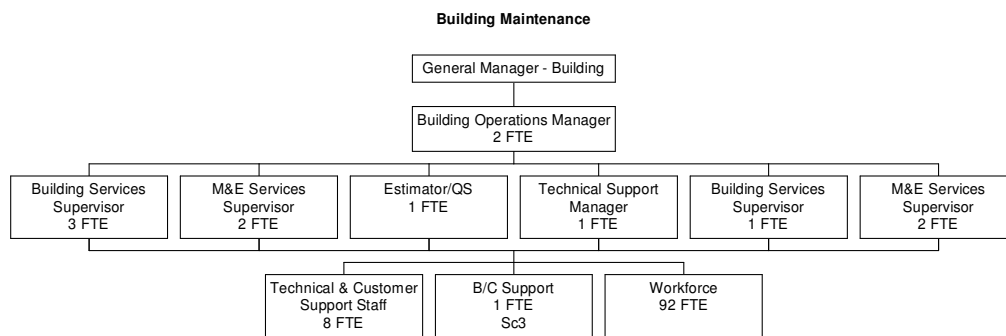 Building Maintenance
General Manager - Building
Building Operations Manager
2 FTE
Building Services
Supervisor
3 FTE
M&E Services
Supervisor
2 FTE
Estimator/QS
1 FTE
Technical Support
Manager
1 FTE
Building Services
Supervisor
1 FTE
M&E Services
Supervisor
2 FTE
Technical & Customer
Support Staff
8 FTE
B/C Support
1 FTE
Sc3
Workforce
92 FTE